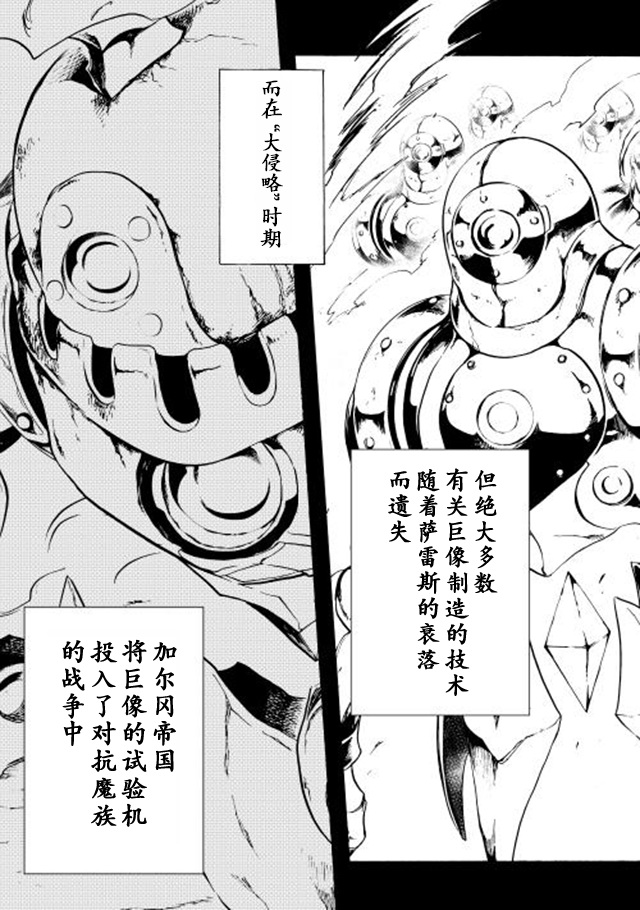 但绝大多数
有关巨像制造的技术
随着萨雷斯的衰落
而遗失
而在“大侵略”时期
加尔冈帝国
将巨像的试验机
投入了对抗魔族
的战争中